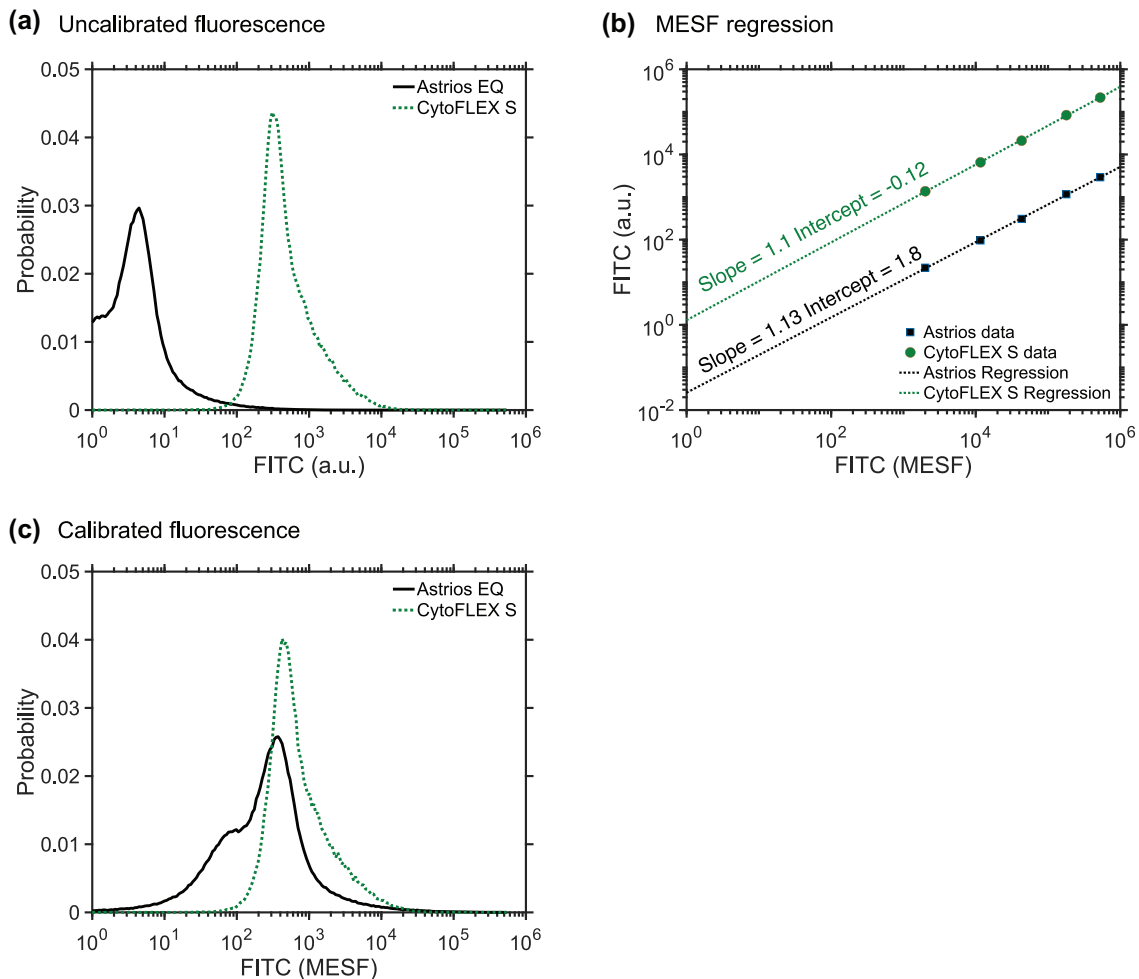 (a) Uncalibrated fluorescence
0.05
0.04
0.03
0.02
0.01
0
Probability
Astrios EQ
CytoFLEX S
10^0 10^1 10^2 10^3 10^4 10^5 10^6
FITC (a.u.)
(b) MESF regression
10^6
10^4
10^2
10^0
10^-2
FITC (a.u.)
Slope = 1.1 Intercept = -0.12
Slope = 1.13 Intercept = 1.8
Astrios data
CytoFLEX S data
Astrios Regression
CytoFLEX S Regression
10^0 10^2 10^4 10^6
FITC (MESF)
(c) Calibrated fluorescence
0.05
0.04
0.03
0.02
0.01
0
Probability
Astrios EQ
CytoFLEX S
10^0 10^1 10^2 10^3 10^4 10^5 10^6
FITC (MESF)